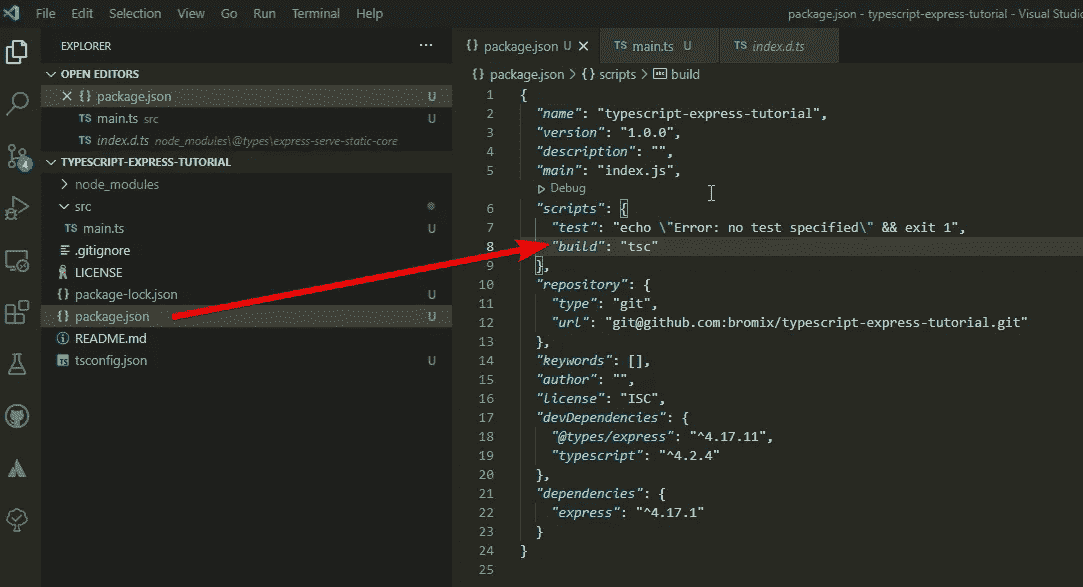 File Edit Selection View Go Run Terminal Help package.json - typescript-express-tutorial - Visual Studio
EXPLORER ...
OPEN EDITORS
{} package.json U
TS main.ts src U
TS index.d.ts node_modules\@types\express-serve-static-core
TYPESCRIPT-EXPRESS-TUTORIAL
node_modules
src
TS main.ts U
.gitignore
LICENSE
{} package-lock.json U
{} package.json U
README.md
TS tsconfig.json U
4
{} package.json U TS main.ts U TS index.d.ts
{} package.json > {} scripts > abc build
1 {
2 "name": "typescript-express-tutorial",
3 "version": "1.0.0",
4 "description": "",
5 "main": "index.js",
Debug
6 "scripts": {
7 "test": "echo \"Error: no test specified\" && exit 1",
8 "build": "tsc"
9 },
10 "repository": {
11 "type": "git",
12 "url": "git@github.com:bromix/typescript-express-tutorial.git"
13 },
14 "keywords": [],
15 "author": "",
16 "license": "ISC",
17 "devDependencies": {
18 "@types/express": "^4.17.11",
19 "typescript": "^4.2.4"
20 },
21 "dependencies": {
22 "express": "^4.17.1"
23 }
24 }
25